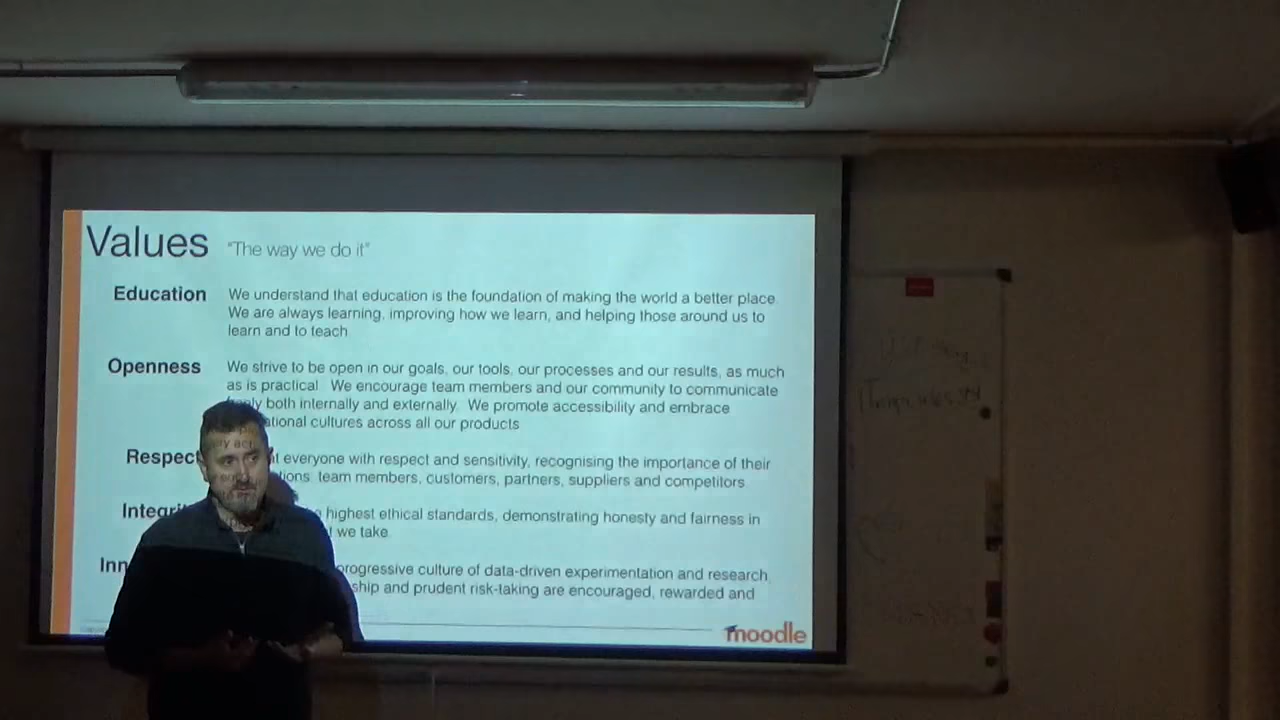 Values "The way we do it"
Education We understand that education is the foundation of making the world a better place.
We are always learning, improving how we learn, and helping those around us to
learn and to teach.
Openness We strive to be open in our goals, our tools, our processes and our results, as much
as is practical. We encourage team members and our community to communicate
both internally and externally. We promote accessibility and embrace
cultures across all our products
Respect everyone with respect and sensitivity, recognising the importance of their
team members, customers, partners, suppliers and competitors
highest ethical standards, demonstrating honesty and fairness in
we take.
progressive culture of data-driven experimentation and research,
and prudent risk-taking are encouraged, rewarded and
moodle